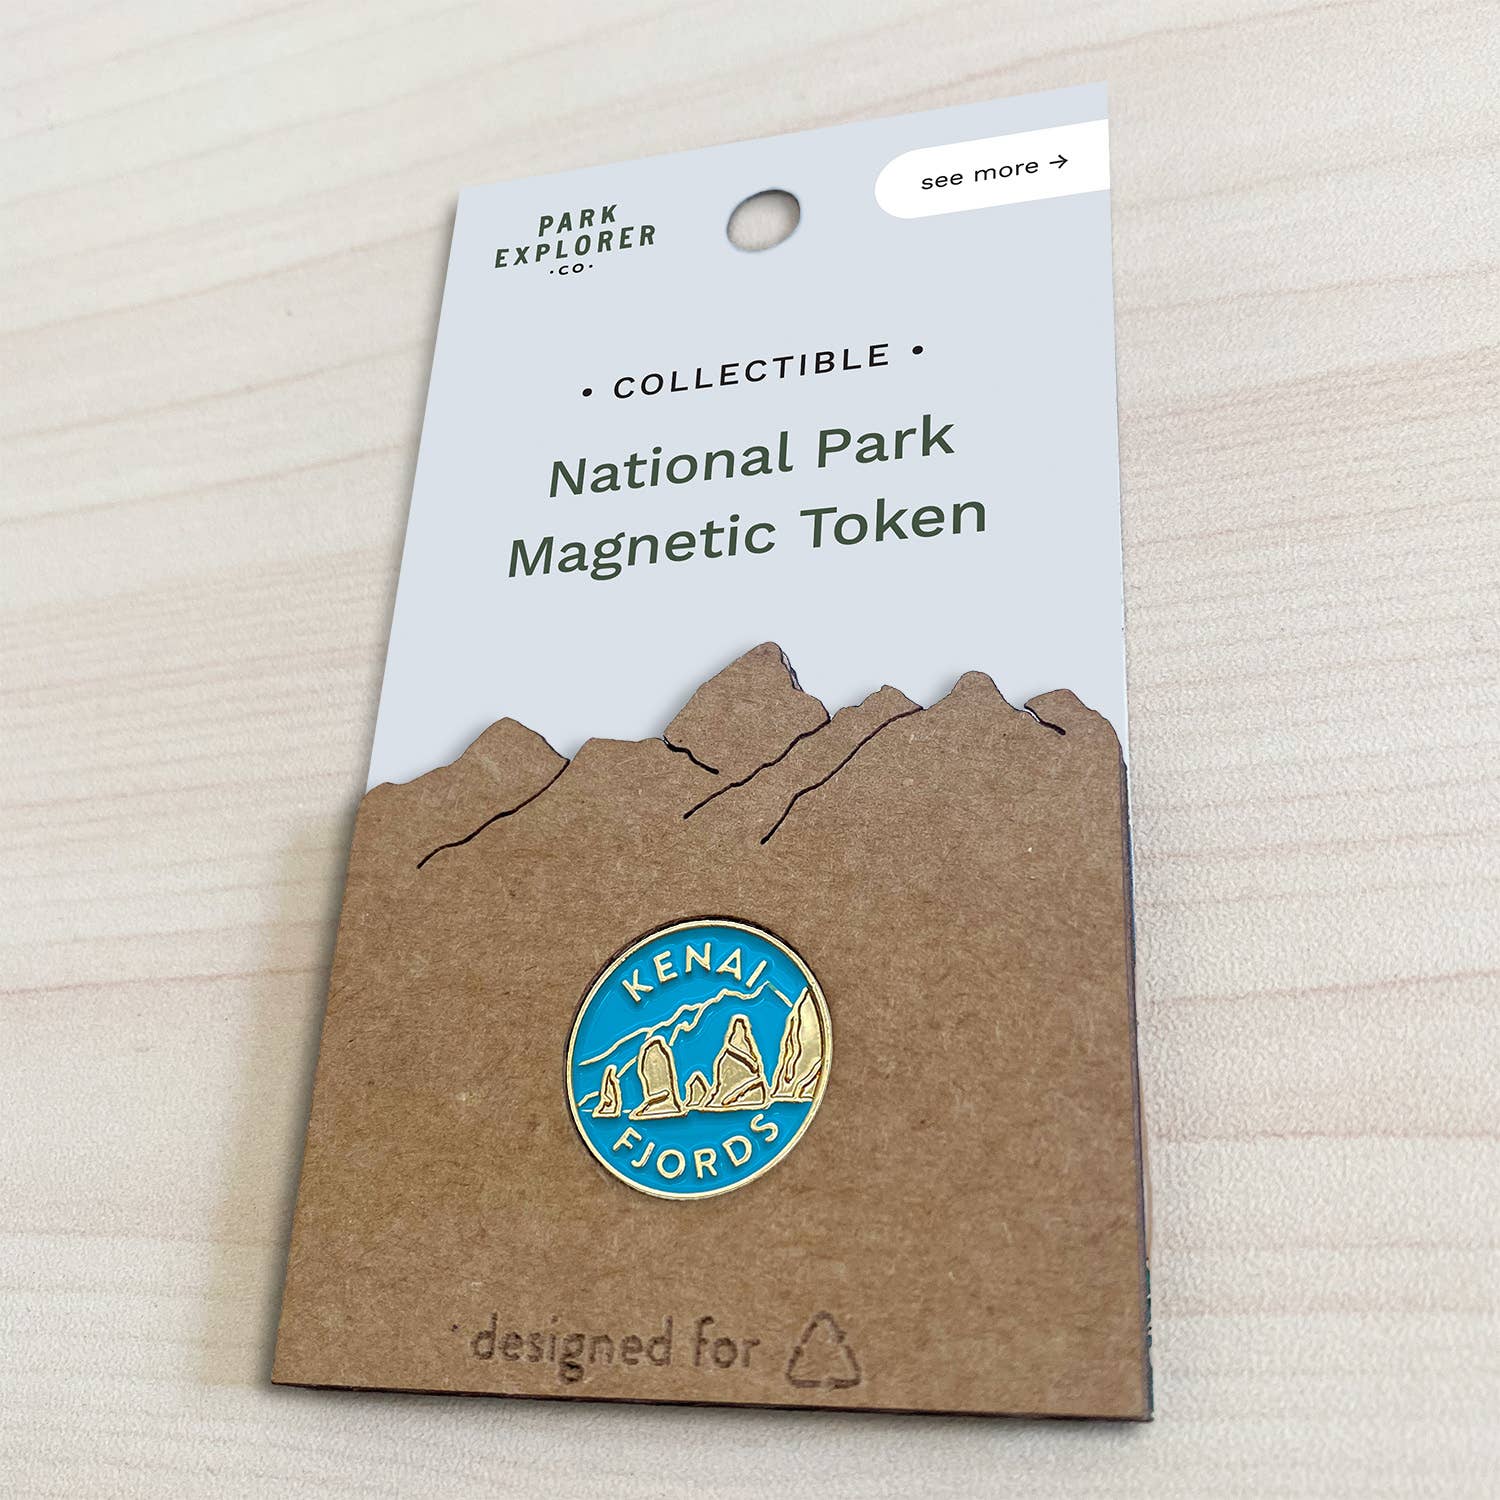 PARK
EXPLORER
·CO·
see more →
• COLLECTIBLE •
National Park
Magnetic Token
KENAI
FJORDS
designed for